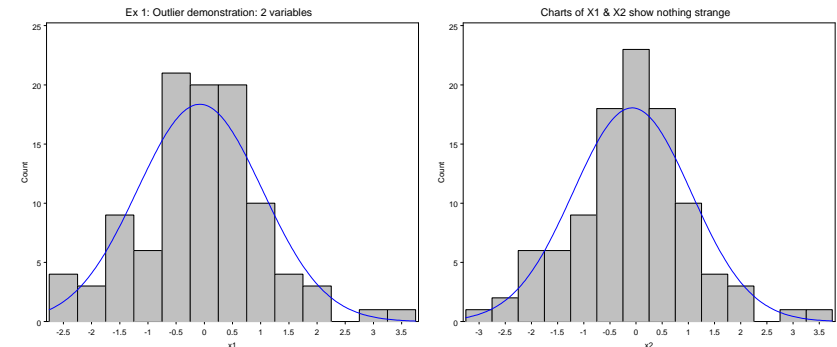 Ex 1: Outlier demonstration: 2 variables
25
20
15
10
5
0
Count
-2.5 -2 -1.5 -1 -0.5 0 0.5 1 1.5 2 2.5 3 3.5
x1
Charts of X1 & X2 show nothing strange
25
20
15
10
5
0
Count
-3 -2.5 -2 -1.5 -1 -0.5 0 0.5 1 1.5 2 2.5 3 3.5
x2